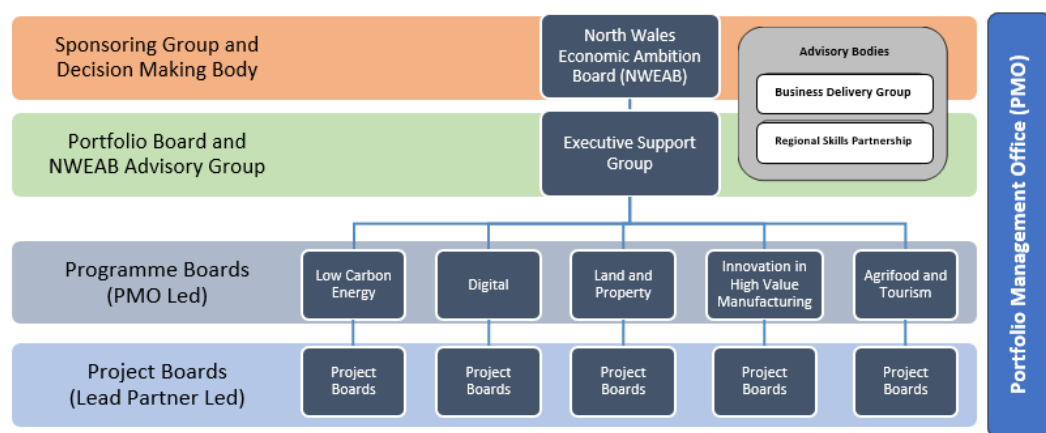 Sponsoring Group and
Decision Making Body
North Wales
Economic Ambition
Board (NWEAB)
Advisory Bodies
Business Delivery Group
Regional Skills Partnership
Portfolio Board and
NWEAB Advisory Group
Executive Support
Group
Programme Boards
(PMO Led)
Low Carbon
Energy
Digital
Land and
Property
Innovation in
High Value
Manufacturing
Agrifood and
Tourism
Project Boards
(Lead Partner Led)
Project
Boards
Project
Boards
Project
Boards
Project
Boards
Project
Boards
Portfolio Management Office (PMO)